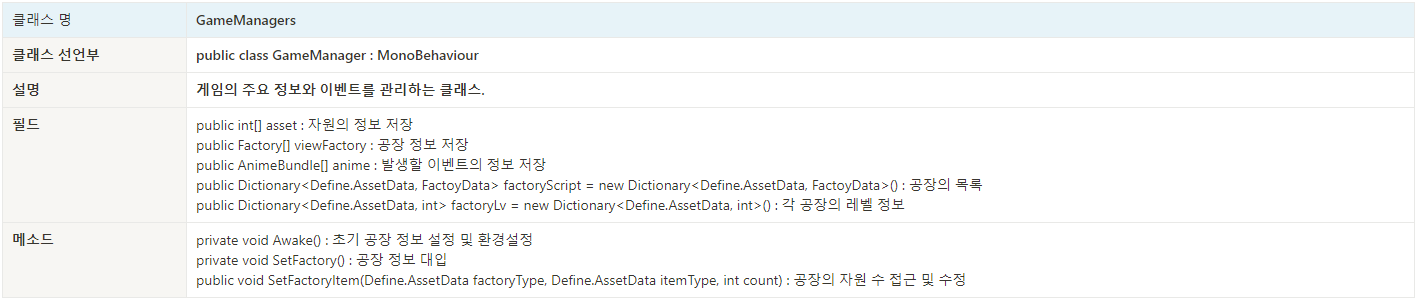 클래스 명 GameManagers
클래스 선언부 public class GameManager : MonoBehaviour
설명 게임의 주요 정보와 이벤트를 관리하는 클래스.
필드 public int[] asset : 자원의 정보 저장
public Factory[] viewFactory : 공장 정보 저장
public AnimeBundle[] anime : 발생할 이벤트의 정보 저장
public Dictionary<Define.AssetData, FactoyData> factoryScript = new Dictionary<Define.AssetData, FactoyData>() : 공장의 목록
public Dictionary<Define.AssetData, int> factoryLv = new Dictionary<Define.AssetData, int>() : 각 공장의 레벨 정보
메소드 private void Awake() : 초기 공장 정보 설정 및 환경설정
private void SetFactory() : 공장 정보 대입
public void SetFactoryItem(Define.AssetData factoryType, Define.AssetData itemType, int count) : 공장의 자원 수 접근 및 수정